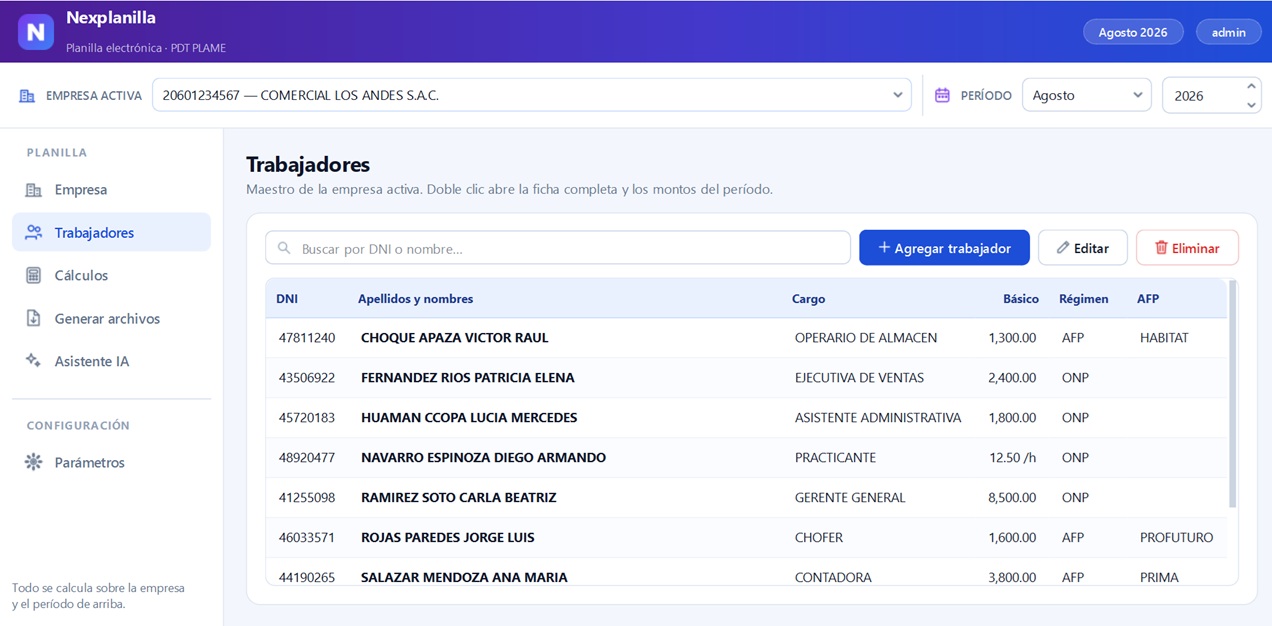 N Nexplanilla
Planilla electrónica · PDT PLAME
Agosto 2026 admin
EMPRESA ACTIVA 20601234567 — COMERCIAL LOS ANDES S.A.C. PERÍODO Agosto 2026
PLANILLA
Empresa
Trabajadores
Cálculos
Generar archivos
Asistente IA
CONFIGURACIÓN
Parámetros
Todo se calcula sobre la empresa
y el período de arriba.
Trabajadores
Maestro de la empresa activa. Doble clic abre la ficha completa y los montos del período.
Buscar por DNI o nombre... + Agregar trabajador Editar Eliminar
DNI Apellidos y nombres Cargo Básico Régimen AFP
47811240 CHOQUE APAZA VICTOR RAUL OPERARIO DE ALMACEN 1,300.00 AFP HABITAT
43506922 FERNANDEZ RIOS PATRICIA ELENA EJECUTIVA DE VENTAS 2,400.00 ONP
45720183 HUAMAN CCOPA LUCIA MERCEDES ASISTENTE ADMINISTRATIVA 1,800.00 ONP
48920477 NAVARRO ESPINOZA DIEGO ARMANDO PRACTICANTE 12.50 /h ONP
41255098 RAMIREZ SOTO CARLA BEATRIZ GERENTE GENERAL 8,500.00 ONP
46033571 ROJAS PAREDES JORGE LUIS CHOFER 1,600.00 AFP PROFUTURO
44190265 SALAZAR MENDOZA ANA MARIA CONTADORA 3,800.00 AFP PRIMA